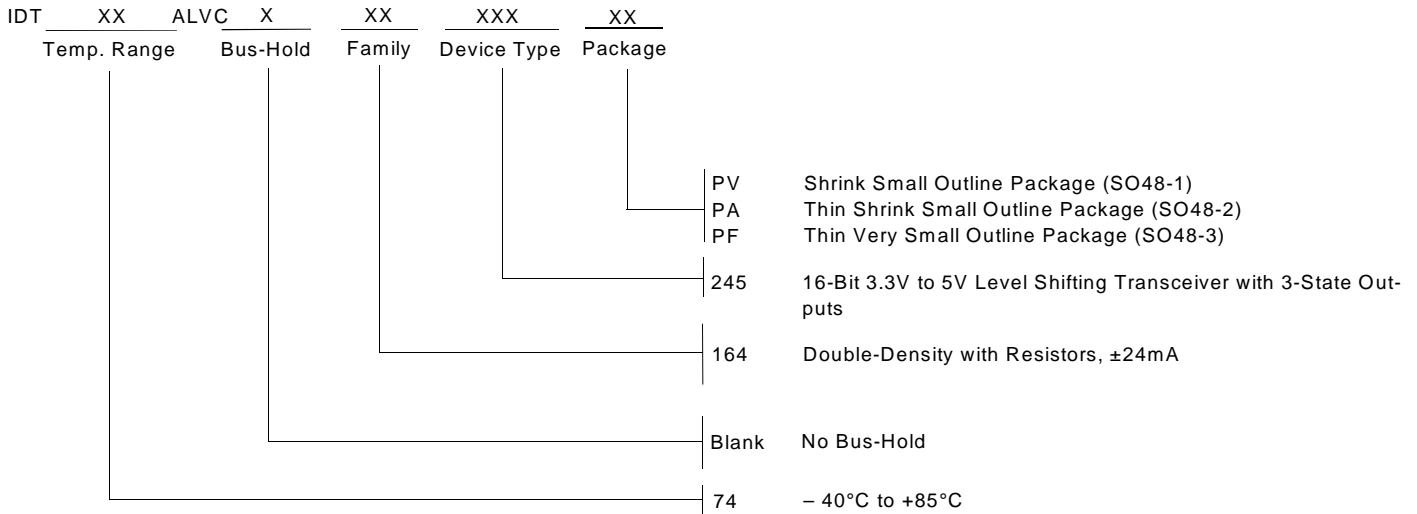 IDT XX ALVC X XX XXX XX
Temp. Range Bus-Hold Family Device Type Package
PV Shrink Small Outline Package (SO48-1)
PA Thin Shrink Small Outline Package (SO48-2)
PF Thin Very Small Outline Package (SO48-3)
245 16-Bit 3.3V to 5V Level Shifting Transceiver with 3-State Out-
puts
164 Double-Density with Resistors, ±24mA
Blank No Bus-Hold
74 – 40°C to +85°C